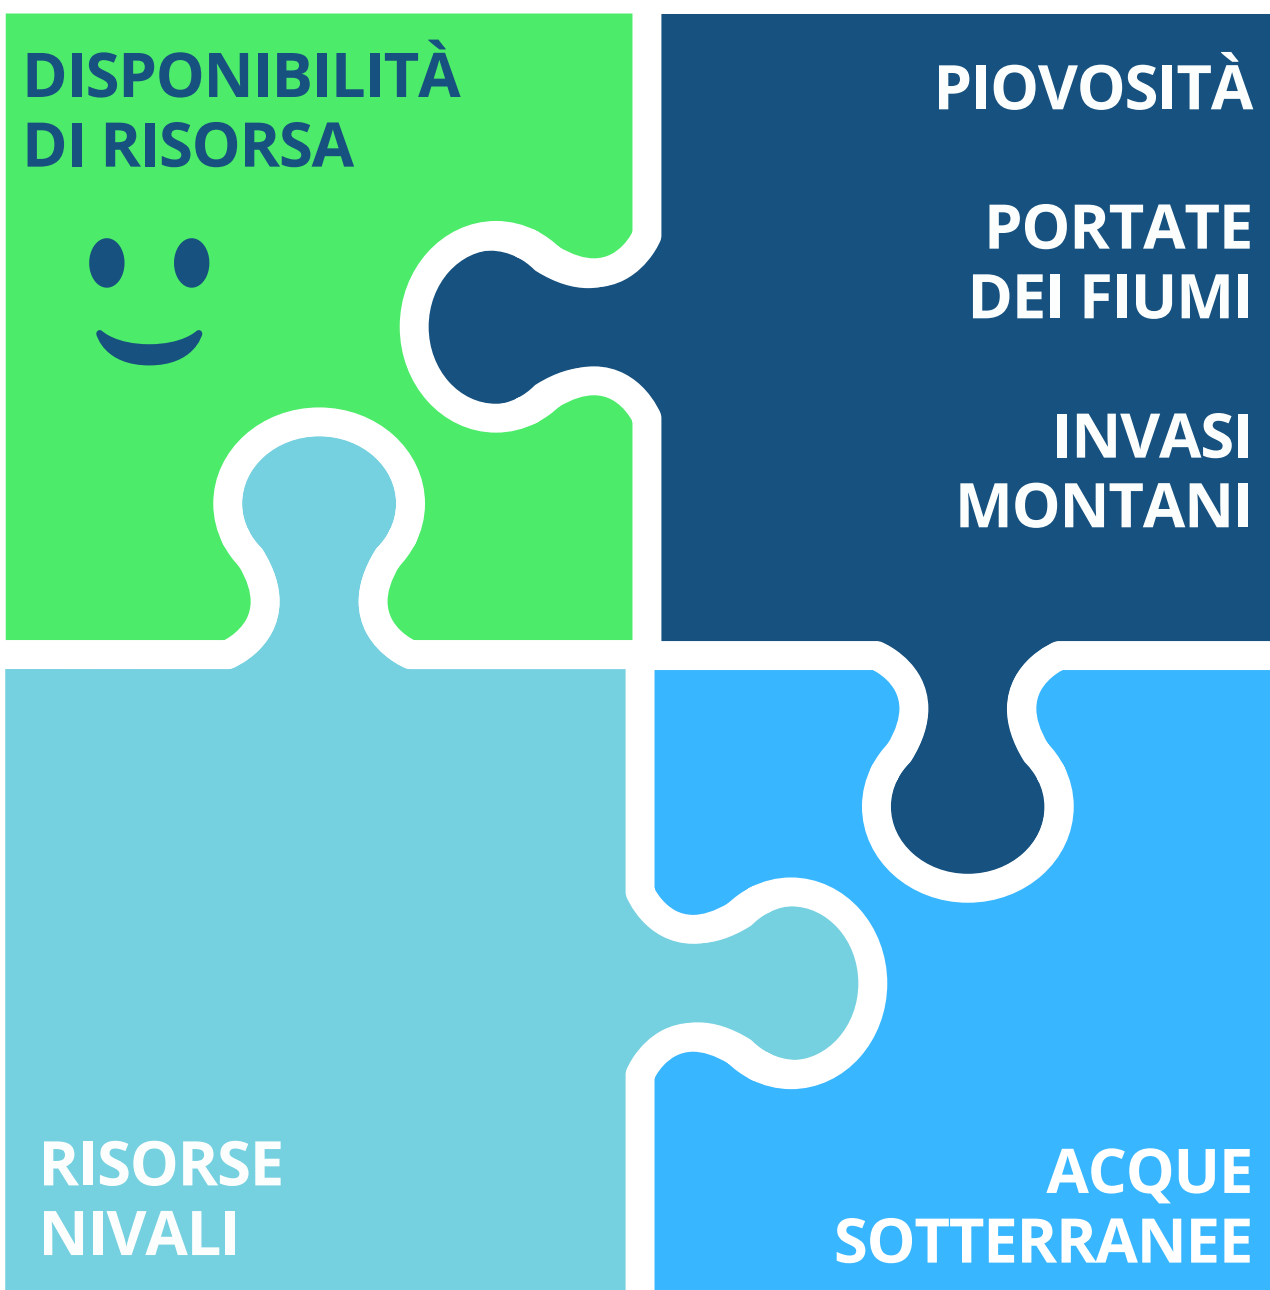 DISPONIBILITÀ
DI RISORSA
PIOVOSITÀ
PORTATE
DEI FIUMI
INVASI
MONTANI
RISORSE
NIVALI
ACQUE
SOTTERRANEE